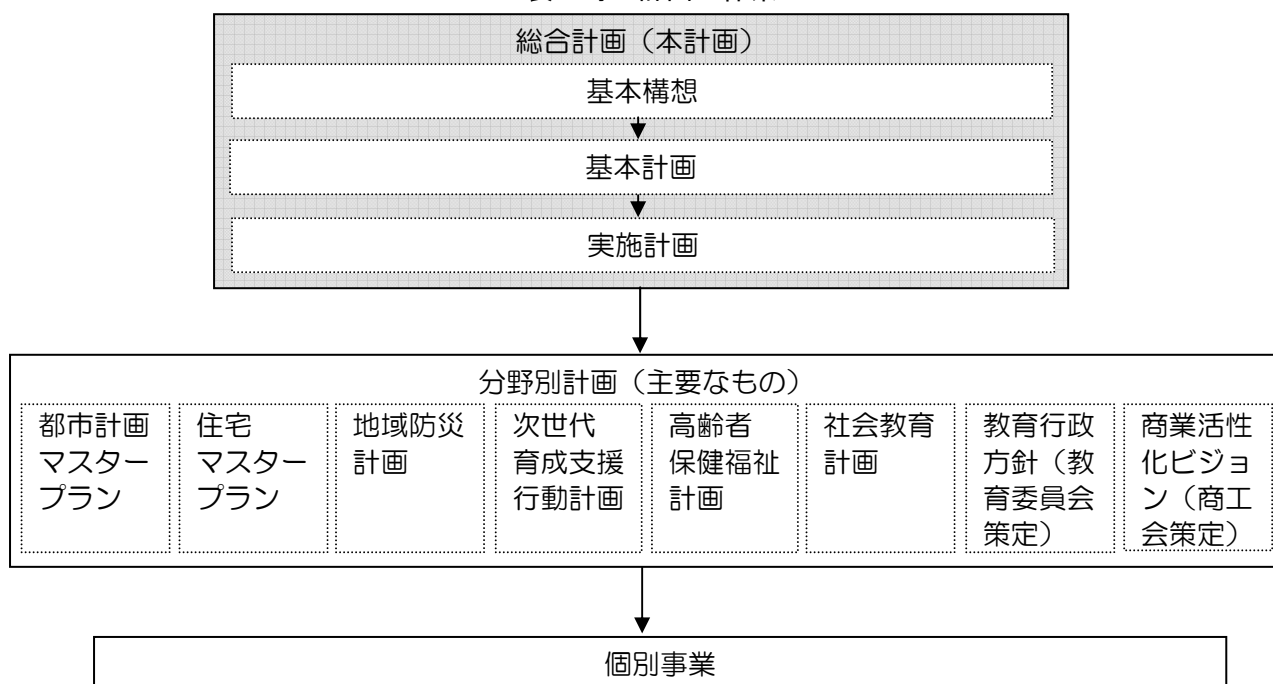 総合計画（本計画）
基本構想
基本計画
実施計画
分野別計画（主要なもの）
都市計画
マスター
プラン
住宅
マスター
プラン
地域防災
計画
次世代
育成支援
行動計画
高齢者
保健福祉
計画
社会教育
計画
教育行政
方針（教
育委員会
策定）
商業活性
化ビジョ
ン（商工
会策定）
個別事業